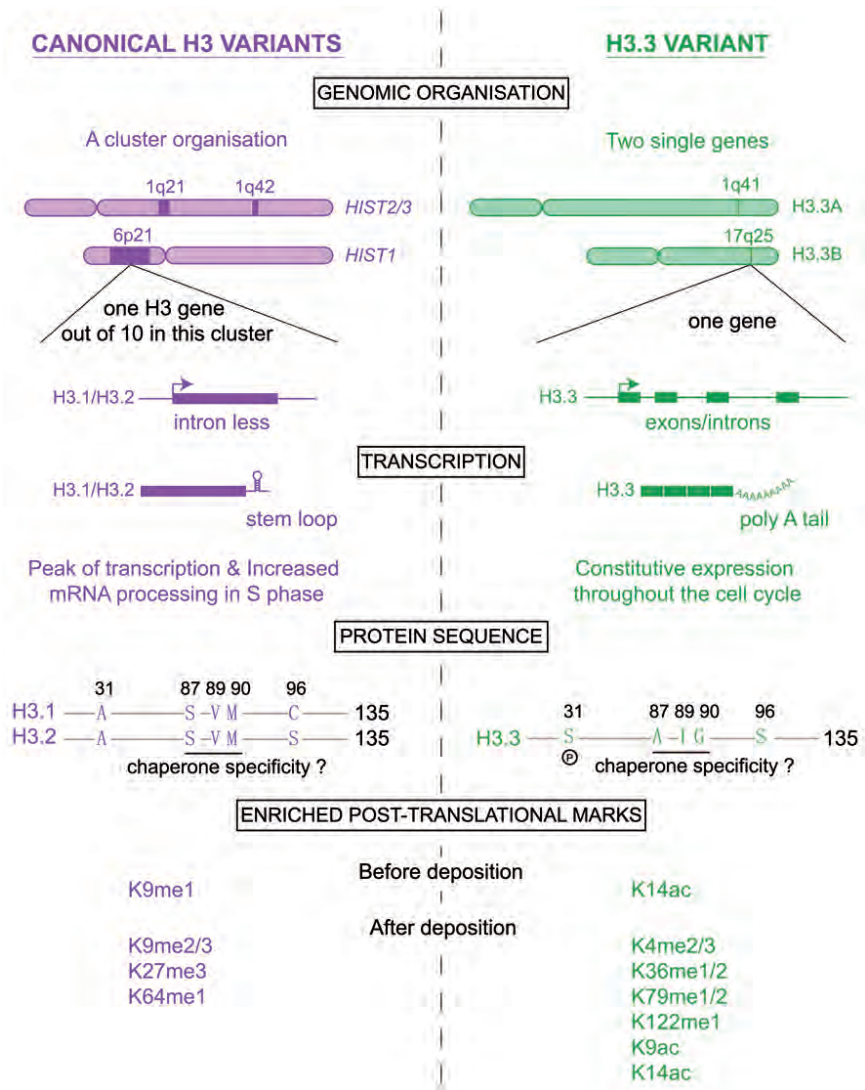 CANONICAL H3 VARIANTS
H3.3 VARIANT
GENOMIC ORGANISATION
A cluster organisation
Two single genes
1q21
1q42
HIST2/3
6p21
HIST1
1q41
H3.3A
17q25
H3.3B
one H3 gene
out of 10 in this cluster
one gene
H3.1/H3.2
intron less
H3.3
exons/introns
TRANSCRIPTION
H3.1/H3.2
stem loop
H3.3
AAAAAAAAA
poly A tail
Peak of transcription & Increased
mRNA processing in S phase
Constitutive expression
throughout the cell cycle
PROTEIN SEQUENCE
31 87 89 90 96
H3.1 A S V M C 135
H3.2 A S V M S 135
chaperone specificity ?
31 87 89 90 96
H3.3 S A I G S 135
P
chaperone specificity ?
ENRICHED POST-TRANSLATIONAL MARKS
Before deposition
K9me1
K14ac
After deposition
K9me2/3
K27me3
K64me1
K4me2/3
K36me1/2
K79me1/2
K122me1
K9ac
K14ac